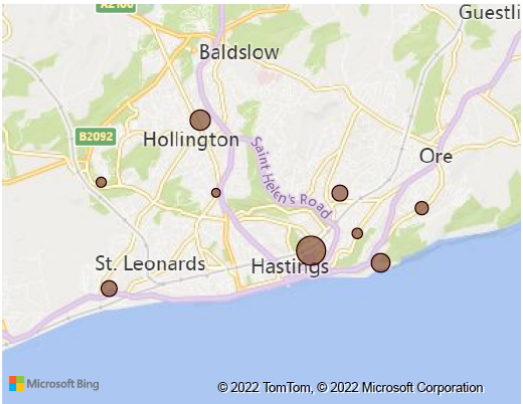 A2100
Guestli
Baldslow
B2092
Hollington
Saint Helen's Road
Ore
St. Leonards
Hastings
Microsoft Bing
© 2022 TomTom, © 2022 Microsoft Corporation